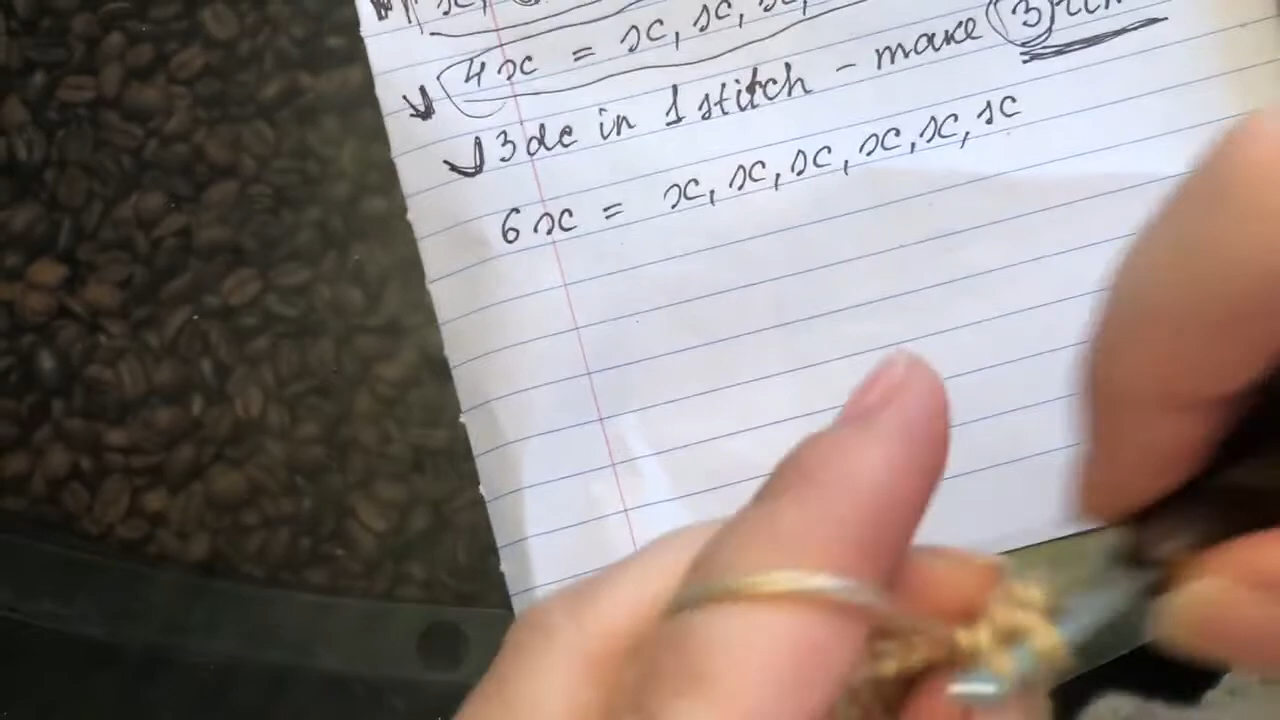 4 sc = sc, sc,
3 dc in 1 stitch - make 3
6 sc = sc, sc, sc, sc, sc, sc